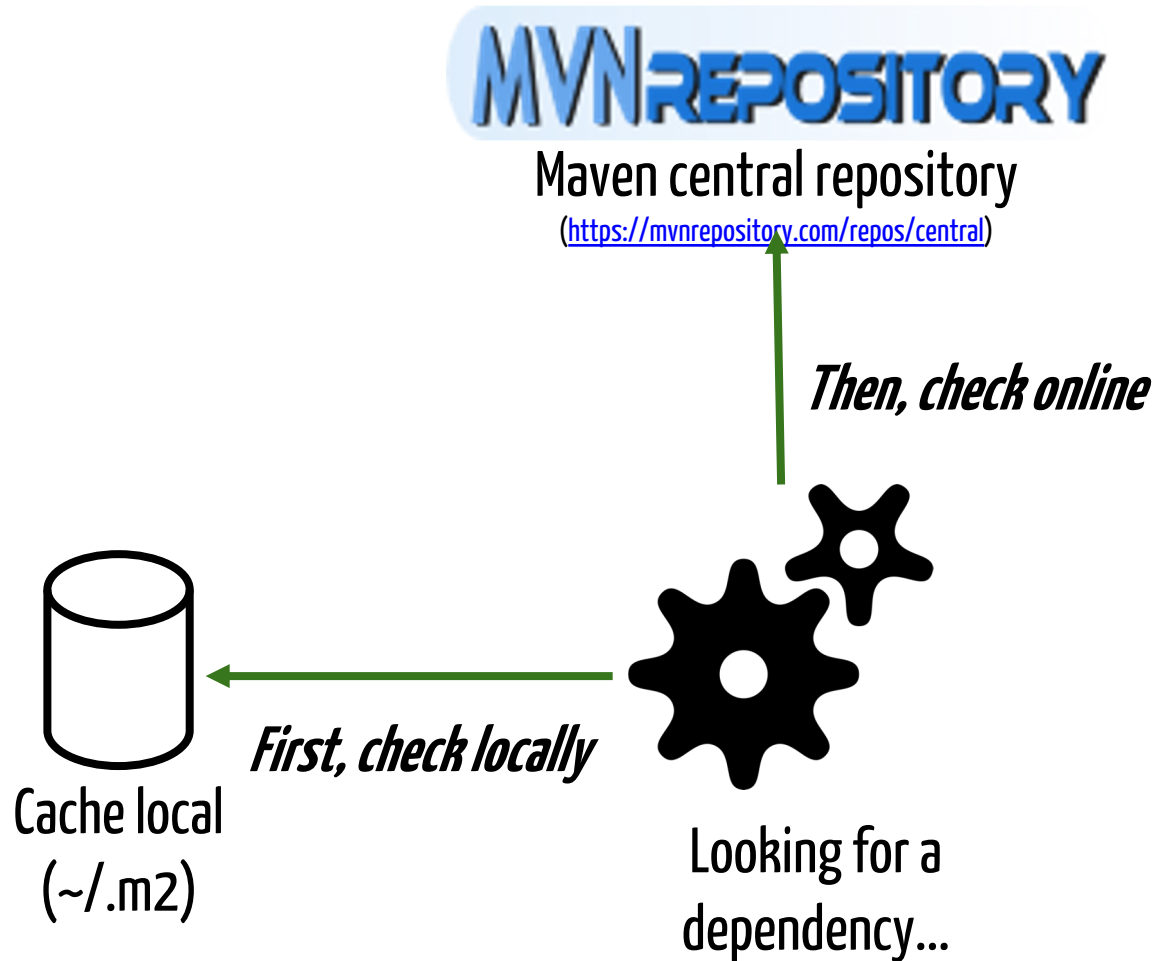 MVNREPOSITORY
Maven central repository
(https://mvnrepository.com/repos/central)
Then, check online
First, check locally
Cache local
(~/.m2)
Looking for a
dependency...